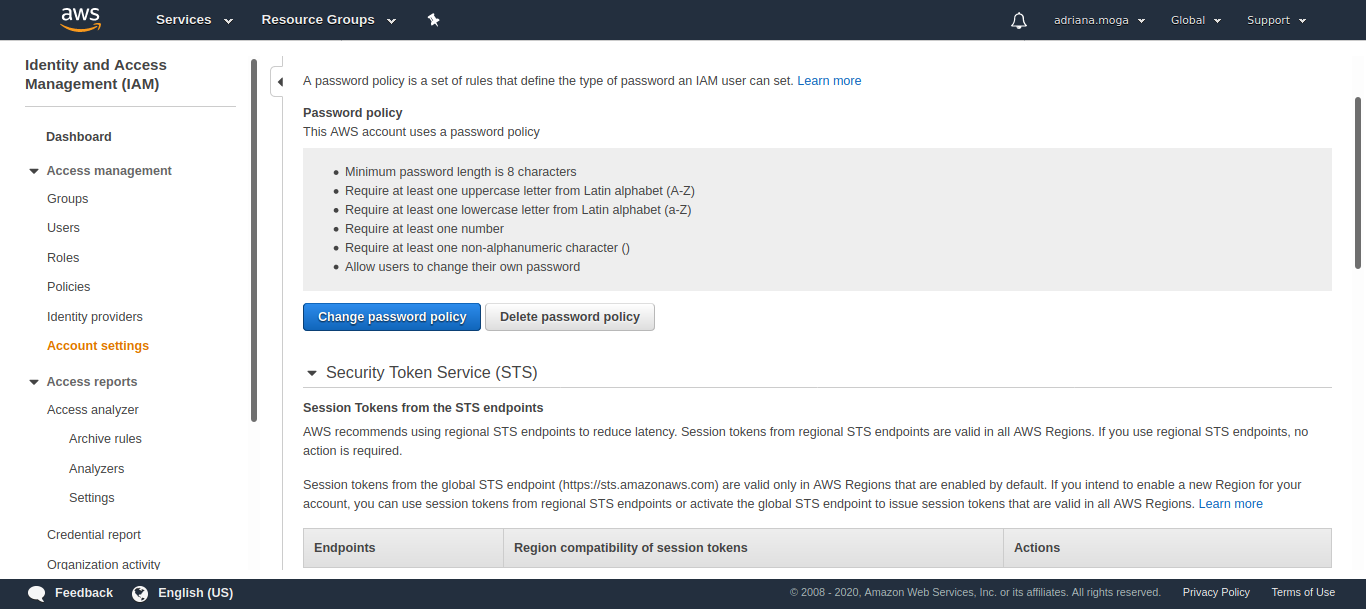 aws
Services
Resource Groups
adriana.moga
Global
Support
Identity and Access
Management (IAM)
Dashboard
Access management
Groups
Users
Roles
Policies
Identity providers
Account settings
Access reports
Access analyzer
Archive rules
Analyzers
Settings
Credential report
Organization activity
A password policy is a set of rules that define the type of password an IAM user can set. Learn more
Password policy
This AWS account uses a password policy
• Minimum password length is 8 characters
• Require at least one uppercase letter from Latin alphabet (A-Z)
• Require at least one lowercase letter from Latin alphabet (a-Z)
• Require at least one number
• Require at least one non-alphanumeric character ()
• Allow users to change their own password
Change password policy
Delete password policy
Security Token Service (STS)
Session Tokens from the STS endpoints
AWS recommends using regional STS endpoints to reduce latency. Session tokens from regional STS endpoints are valid in all AWS Regions. If you use regional STS endpoints, no
action is required.
Session tokens from the global STS endpoint (https://sts.amazonaws.com) are valid only in AWS Regions that are enabled by default. If you intend to enable a new Region for your
account, you can use session tokens from regional STS endpoints or activate the global STS endpoint to issue session tokens that are valid in all AWS Regions. Learn more
Endpoints
Region compatibility of session tokens
Actions
Feedback
English (US)
© 2008 - 2020, Amazon Web Services, Inc. or its affiliates. All rights reserved.
Privacy Policy
Terms of Use